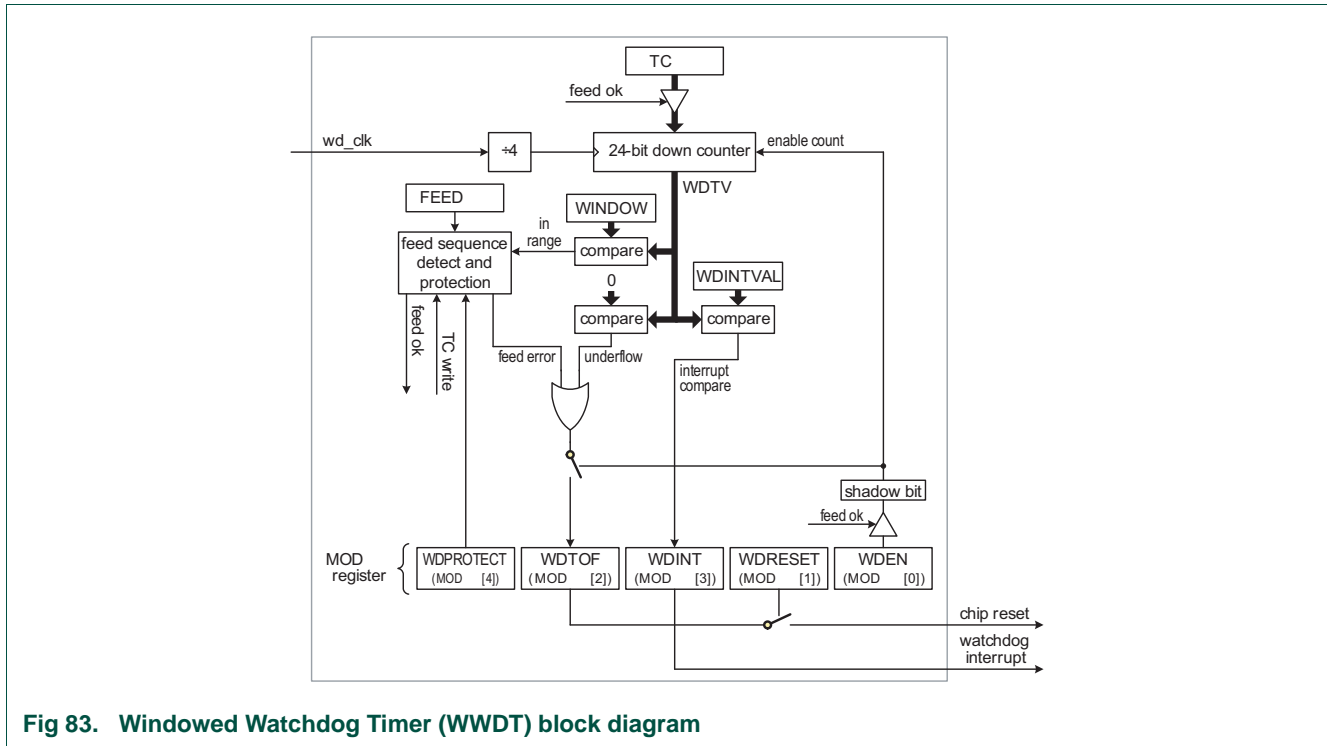 TC
feed ok
wd_clk
÷4
24-bit down counter
enable count
WDTV
FEED
WINDOW
in
range
feed sequence
detect and
protection
compare
WDINTVAL
0
compare
compare
feed ok
TC write
feed error
underflow
interrupt
compare
shadow bit
feed ok
MOD
register
WDPROTECT
(MOD [4])
WDTOF
(MOD [2])
WDINT
(MOD [3])
WDRESET
(MOD [1])
WDEN
(MOD [0])
chip reset
watchdog
interrupt
Fig 83. Windowed Watchdog Timer (WWDT) block diagram